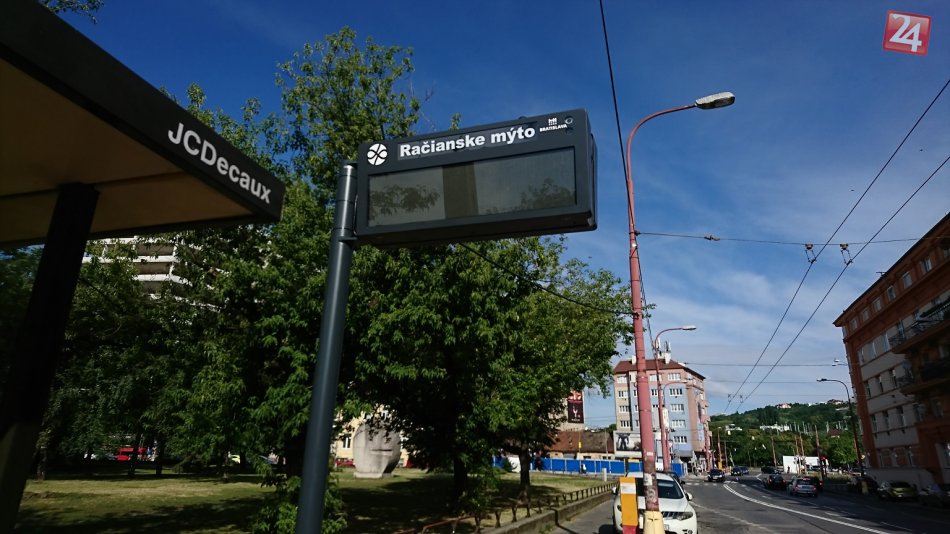 24
JCDecaux
Račianske mýto
BRATISLAVA